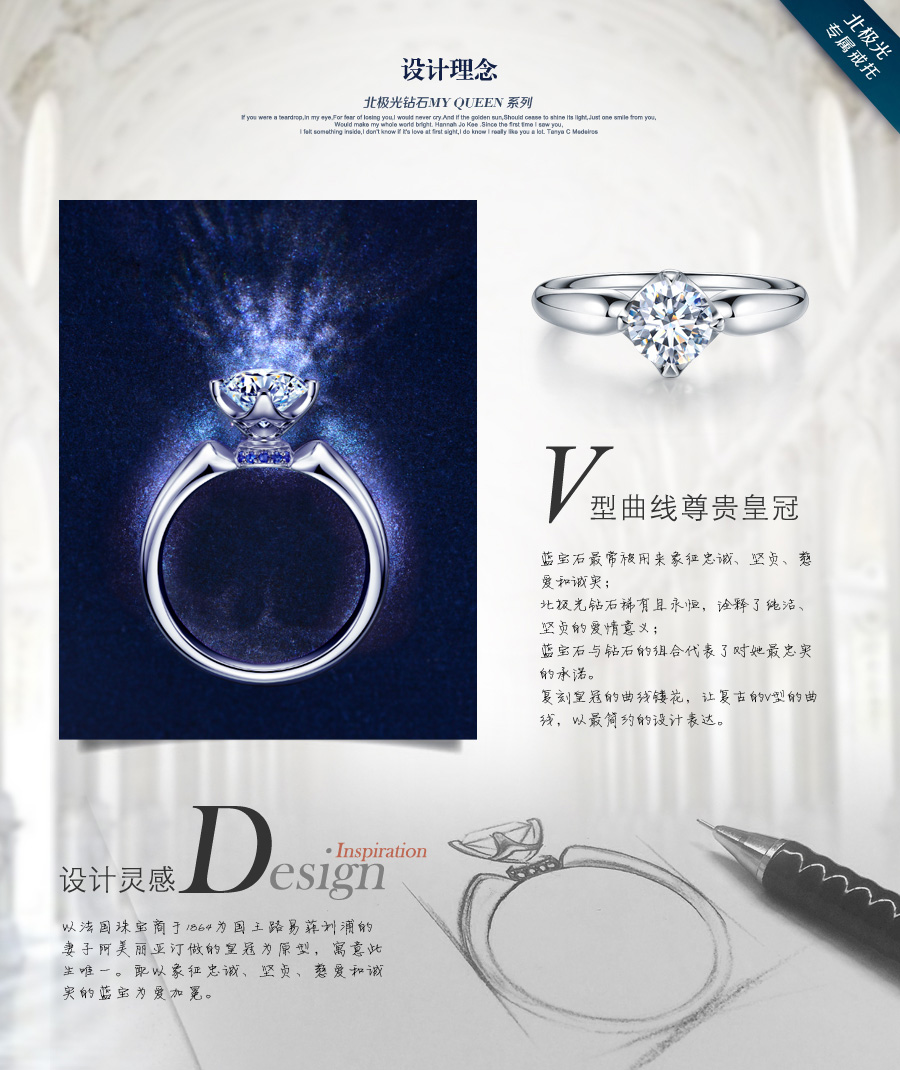 北极光
专属戒托
设计理念
北极光钻石MY QUEEN 系列
If you were a teardrop,In my eye,For fear of losing you,I would never cry.And if the golden sun,Should cease to shine its light,Just one smile from you,
Would make my whole world bright. Hannah Jo Kee .Since the first time I saw you,
I felt something inside,I don't know if it's love at first sight,I do know I really like you a lot. Tanya C Medeiros
V型曲线尊贵皇冠
蓝宝石最常被用来象征忠诚、坚贞、慈
爱和诚实;
北极光钻石稀有且永恒，诠释了纯洁、
坚贞的爱情意义;
蓝宝石与钻石的组合代表了对她最忠实
的承诺。
复刻皇冠的曲线镂花，让复古的V型的曲
线，以最简约的设计表达。
设计灵感Design
·Inspiration
以法国珠宝商于1864为国王路易菲利浦的
妻子阿美丽亚订做的皇冠为原型，寓意此
生唯一。配以象征忠诚、坚贞、慈爱和诚
实的蓝宝为爱加冕。